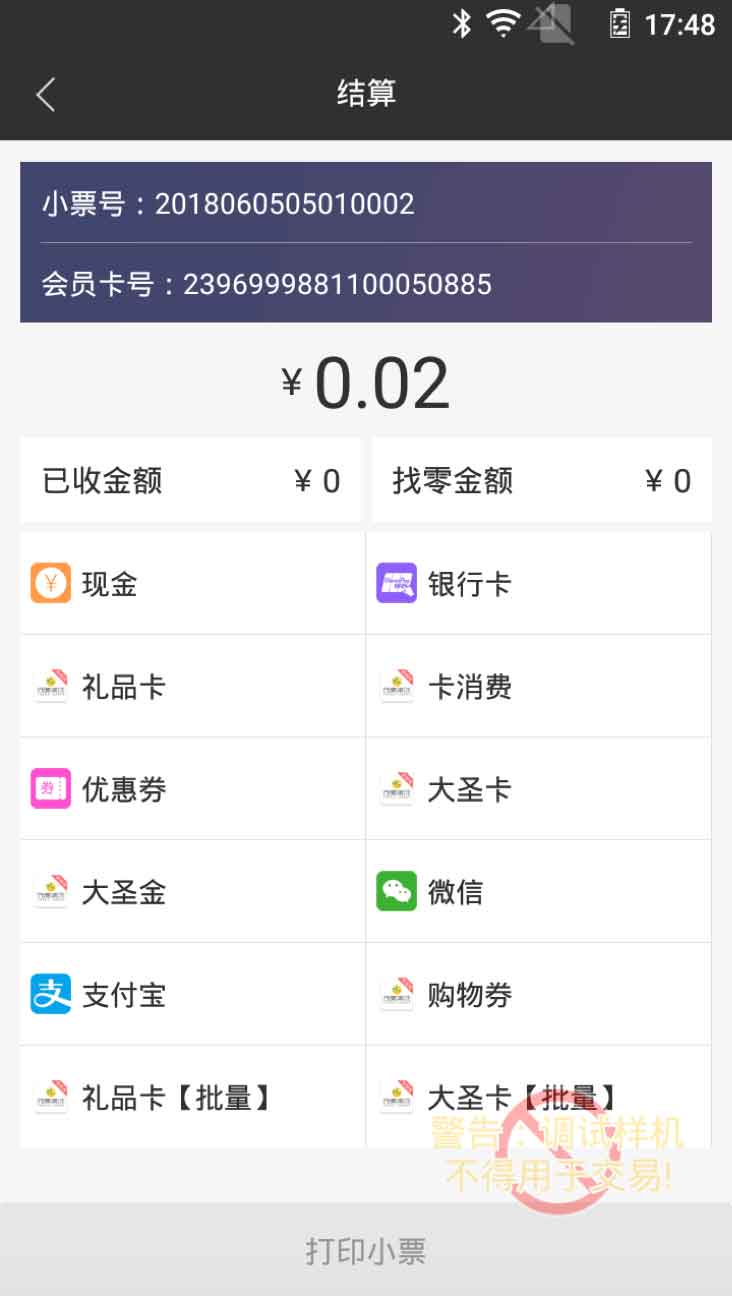 17:48
结算
小票号：2018060505010002
会员卡号：2396999881100050885
¥ 0.02
已收金额 ¥ 0 找零金额 ¥ 0
现金 银行卡
礼品卡 卡消费
券 优惠券 大圣卡
大圣金 微信
支 支付宝 购物券
礼品卡【批量】 大圣卡【批量】
警告：调试样机
不得用于交易!
打印小票